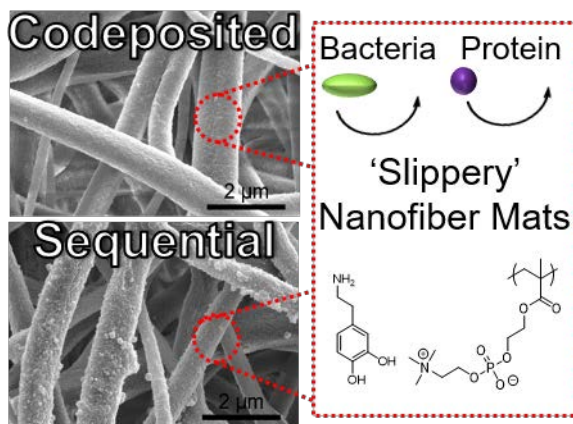 Codeposited
2 µm
Sequential
2 µm
Bacteria Protein
‘Slippery’
Nanofiber Mats
NH₂
OH
OH
N⊕
O
P
O
O⊖
O
O
O